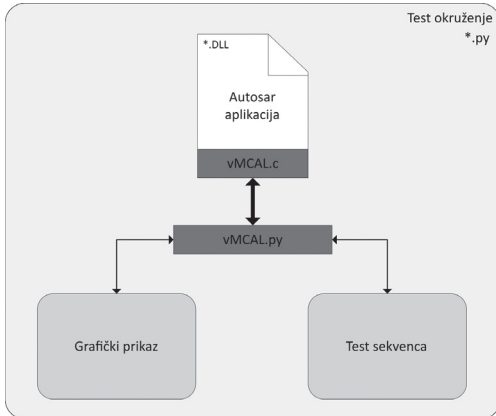 Test okruženje
*.py
*.DLL
Autosar
aplikacija
vMCAL.c
vMCAL.py
Grafički prikaz
Test sekvenca